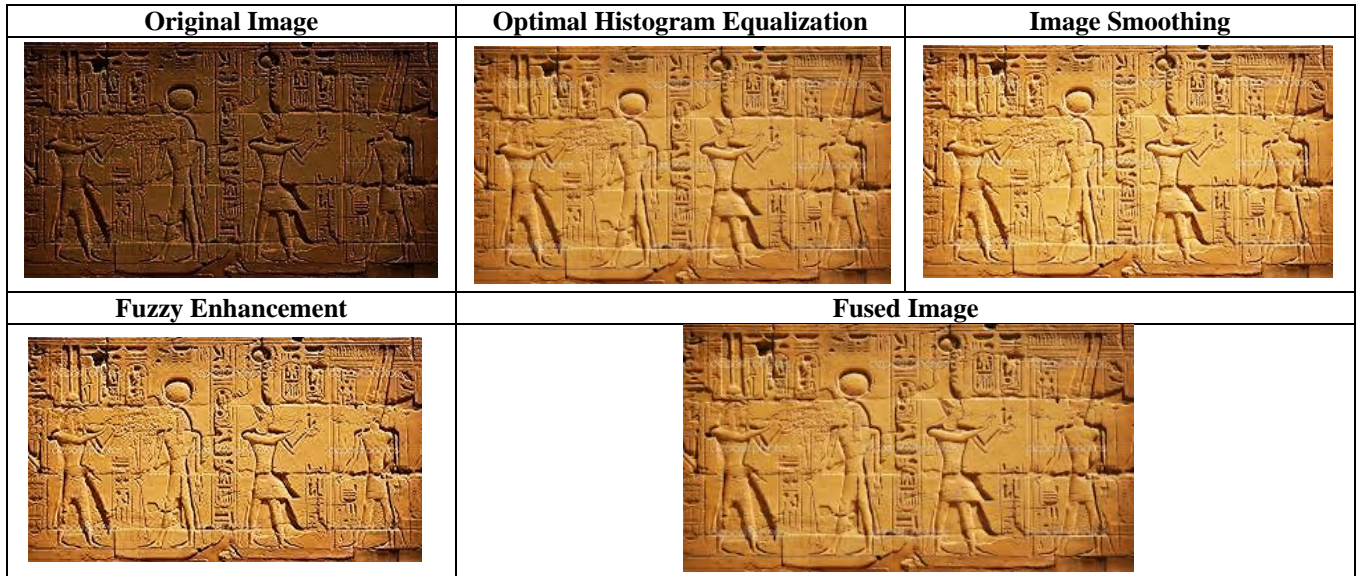 Original Image
Optimal Histogram Equalization
Image Smoothing
Fuzzy Enhancement
Fused Image